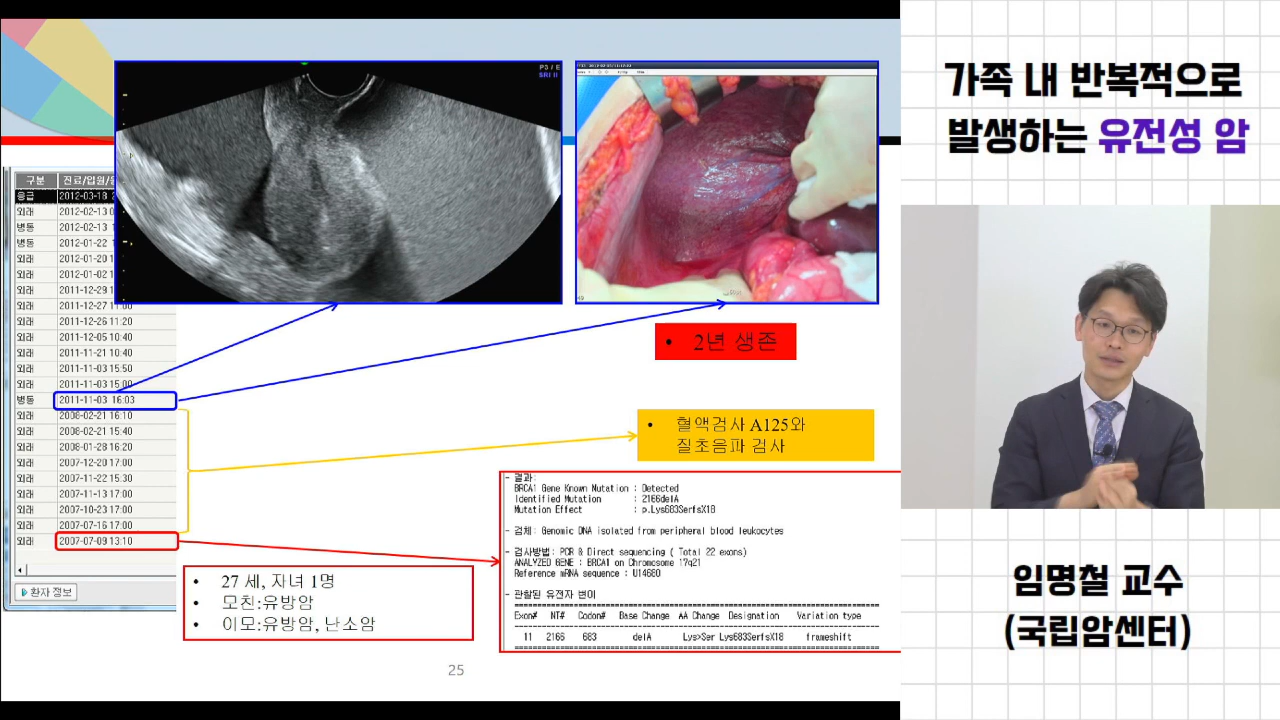 가족 내 반복적으로
발생하는 유전성 암
구분 진료/입원/
응급 2012-03-18
외래 2012-02-13
병동 2012-02-13
병동 2012-01-22
외래 2012-01-20
외래 2012-01-02
외래 2011-12-29
외래 2011-12-27
외래 2011-12-26 11:20
외래 2011-12-05 10:40
외래 2011-11-21 10:40
외래 2011-11-03 15:50
외래 2011-11-03 15:00
병동 2011-11-03 16:03
외래 2008-02-21 16:10
외래 2008-02-21 15:40
외래 2008-01-28 16:20
외래 2007-12-20 17:00
외래 2007-11-22 15:30
외래 2007-11-13 17:00
외래 2007-10-23 17:00
외래 2007-07-16 17:00
외래 2007-07-09 13:10
환자 정보
SRI II
• 2년 생존
• 혈액검사 A125와
질초음파 검사
- 결과:
BRCA1 Gene Known Mutation : Detected
Identified Mutation : 2166delA
Mutation Effect : p.Lys683SerfsX18
- 검체: Genomic DNA isolated from peripheral blood leukocytes
- 검사방법: PCR & Direct sequencing ( Total 22 exons)
ANALYZED GENE : BRCA1 on Chromosome 17q21
Reference mRNA sequence : U14680
- 관찰된 유전자 변이
Exon# NT# Codon# Base Change AA Change Designation Variation type
11 2166 683 delA Lys>Ser Lys683SerfsX18 frameshift
• 27 세, 자녀 1명
• 모친:유방암
• 이모:유방암, 난소암
25
임명철 교수
(국립암센터)